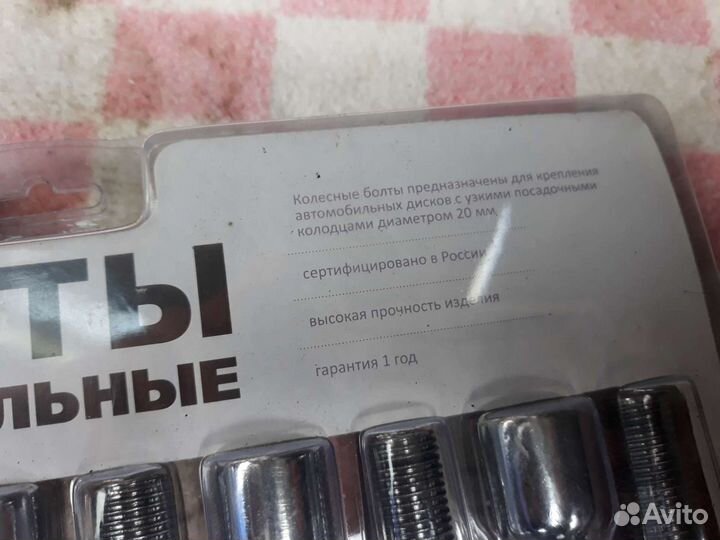 Колесные болты предназначены для крепления
автомобильных дисков с узкими посадочными
колодцами диаметром 20 мм.
сертифицировано в России
высокая прочность изделия
гарантия 1 год
ТЫ
ЛЬНЫЕ
Avito